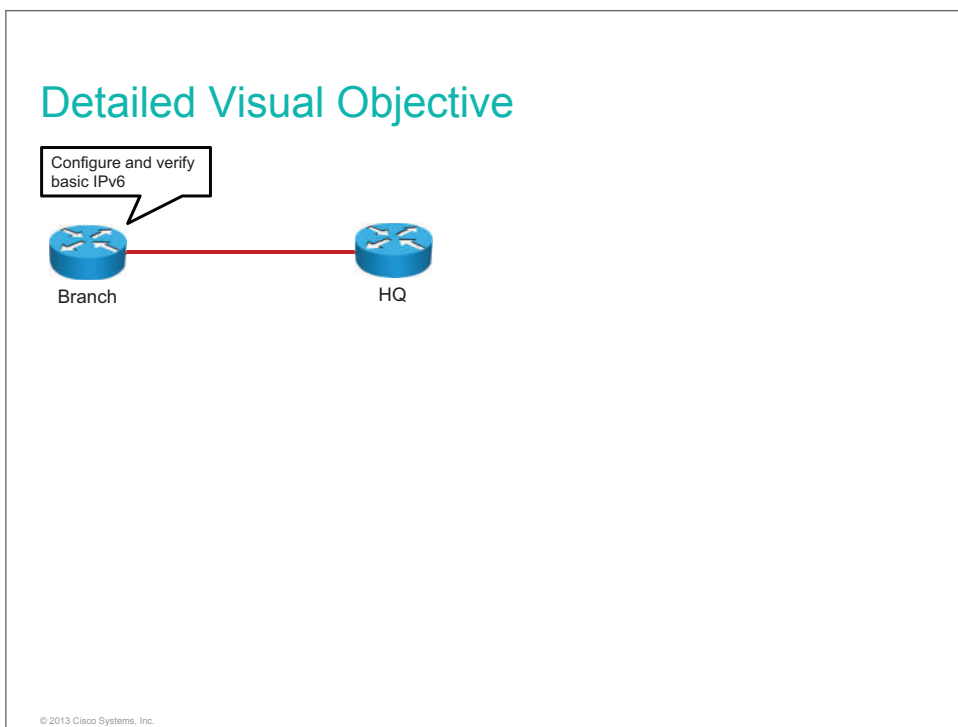 Detailed Visual Objective
Configure and verify
basic IPv6
Branch
HQ
© 2013 Cisco Systems, Inc.